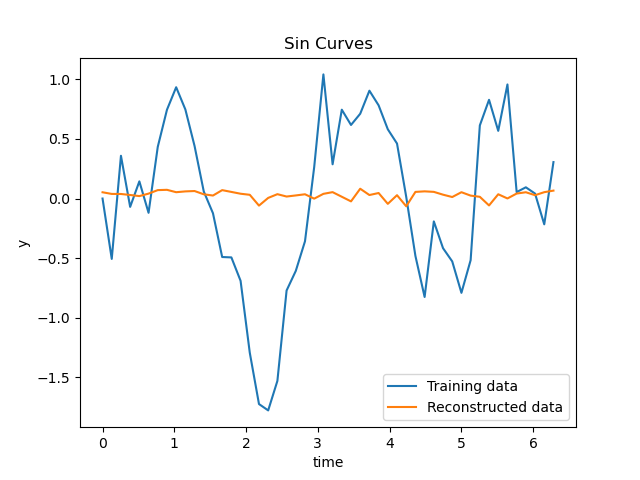 Sin Curves
1.0
0.5
0.0
−0.5
−1.0
−1.5
y
0 1 2 3 4 5 6
time
Training data
Reconstructed data